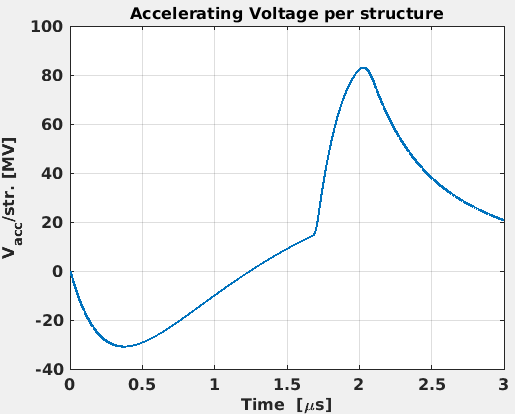 Accelerating Voltage per structure
V_acc/str. [MV]
100
80
60
40
20
0
-20
-40
0 0.5 1 1.5 2 2.5 3
Time [μs]